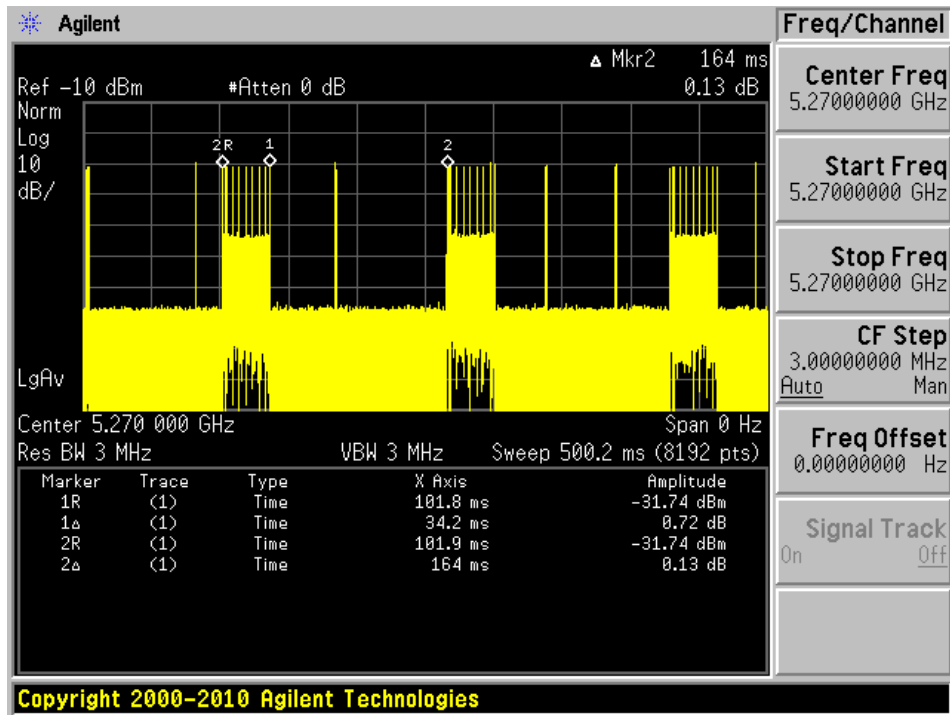 Agilent
Freq/Channel
▵ Mkr2 164 ms
Ref -10 dBm #Atten 0 dB 0.13 dB
Norm
Log
10
dB/
2R 1 2
LgAv
Center 5.270 000 GHz Span 0 Hz
Res BW 3 MHz VBW 3 MHz Sweep 500.2 ms (8192 pts)
Marker Trace Type X Axis Amplitude
1R (1) Time 101.8 ms -31.74 dBm
1▵ (1) Time 34.2 ms 0.72 dB
2R (1) Time 101.9 ms -31.74 dBm
2▵ (1) Time 164 ms 0.13 dB
Center Freq
5.27000000 GHz
Start Freq
5.27000000 GHz
Stop Freq
5.27000000 GHz
CF Step
3.00000000 MHz
Auto Man
Freq Offset
0.00000000 Hz
Signal Track
On Off
Copyright 2000-2010 Agilent Technologies